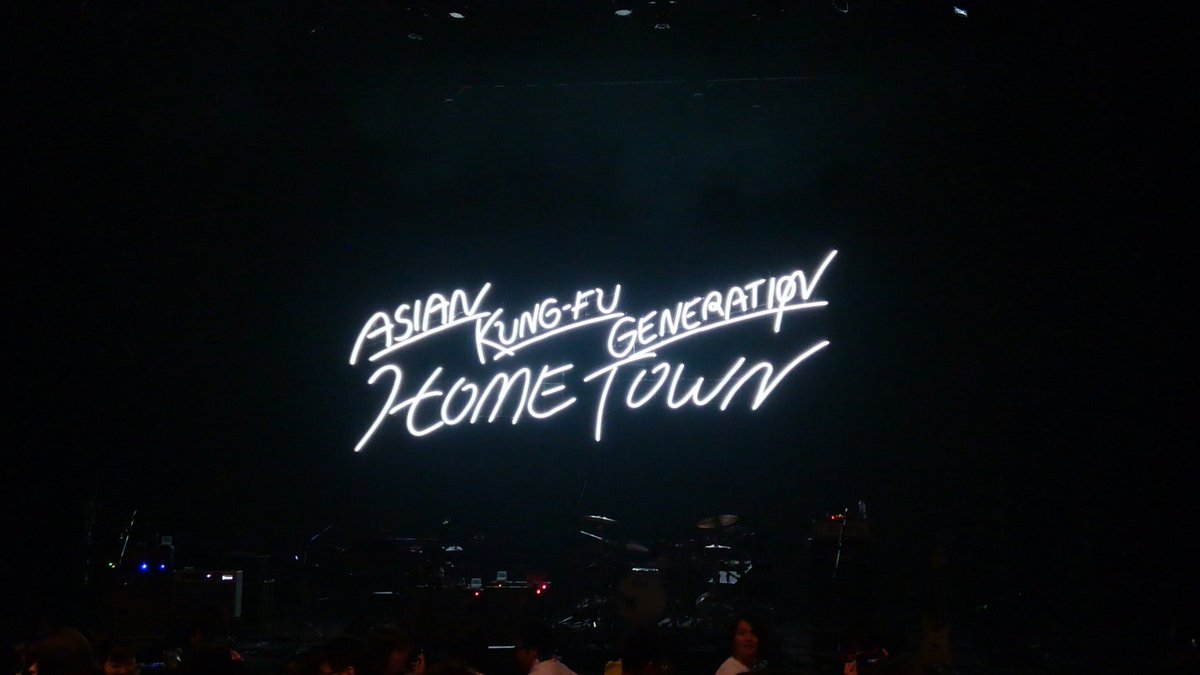 ASIAN KUNG-FU GENERATION
HOME TOWN